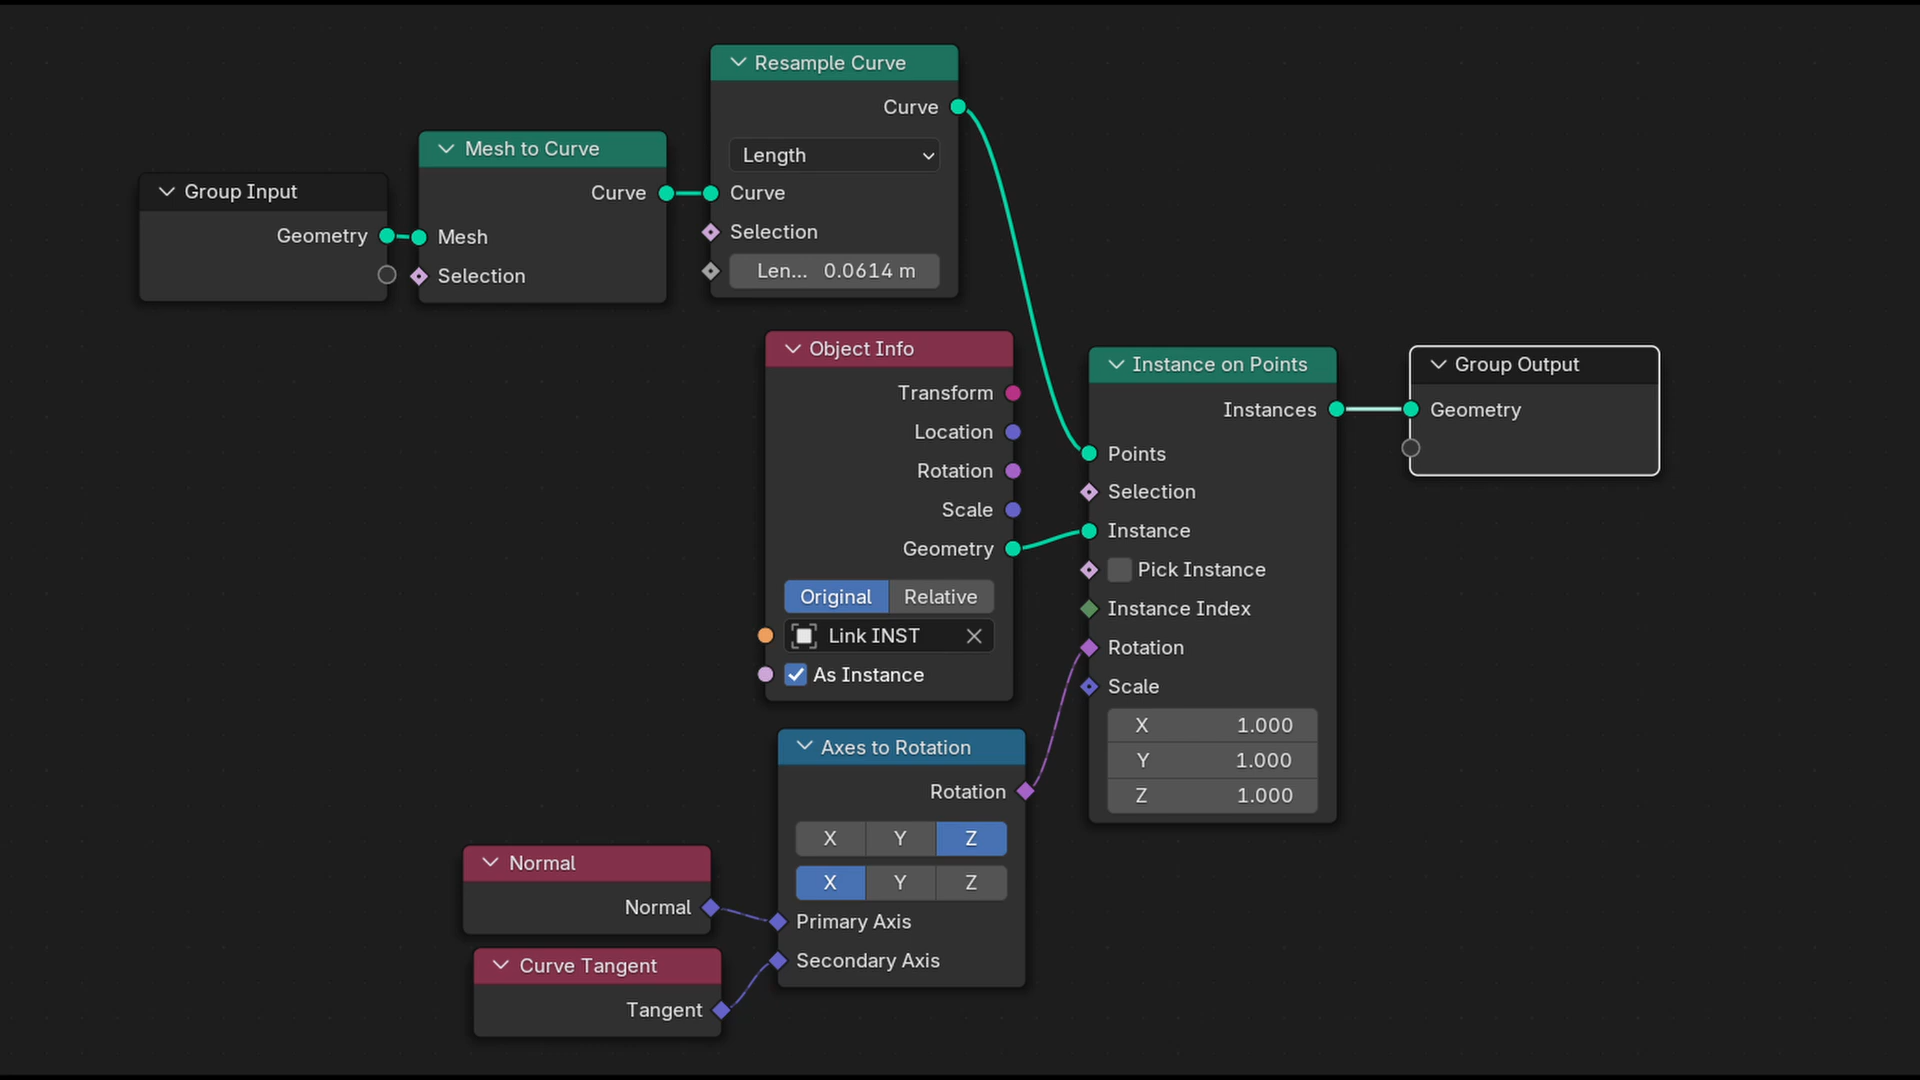 Group Input
Geometry
Mesh to Curve
Curve
Mesh
Selection
Resample Curve
Curve
Length
Curve
Selection
Len... 0.0614 m
Object Info
Transform
Location
Rotation
Scale
Geometry
Original Relative
Link INST
As Instance
Normal
Normal
Curve Tangent
Tangent
Axes to Rotation
Rotation
X Y Z
X Y Z
Primary Axis
Secondary Axis
Instance on Points
Instances
Points
Selection
Instance
Pick Instance
Instance Index
Rotation
Scale
X 1.000
Y 1.000
Z 1.000
Group Output
Geometry